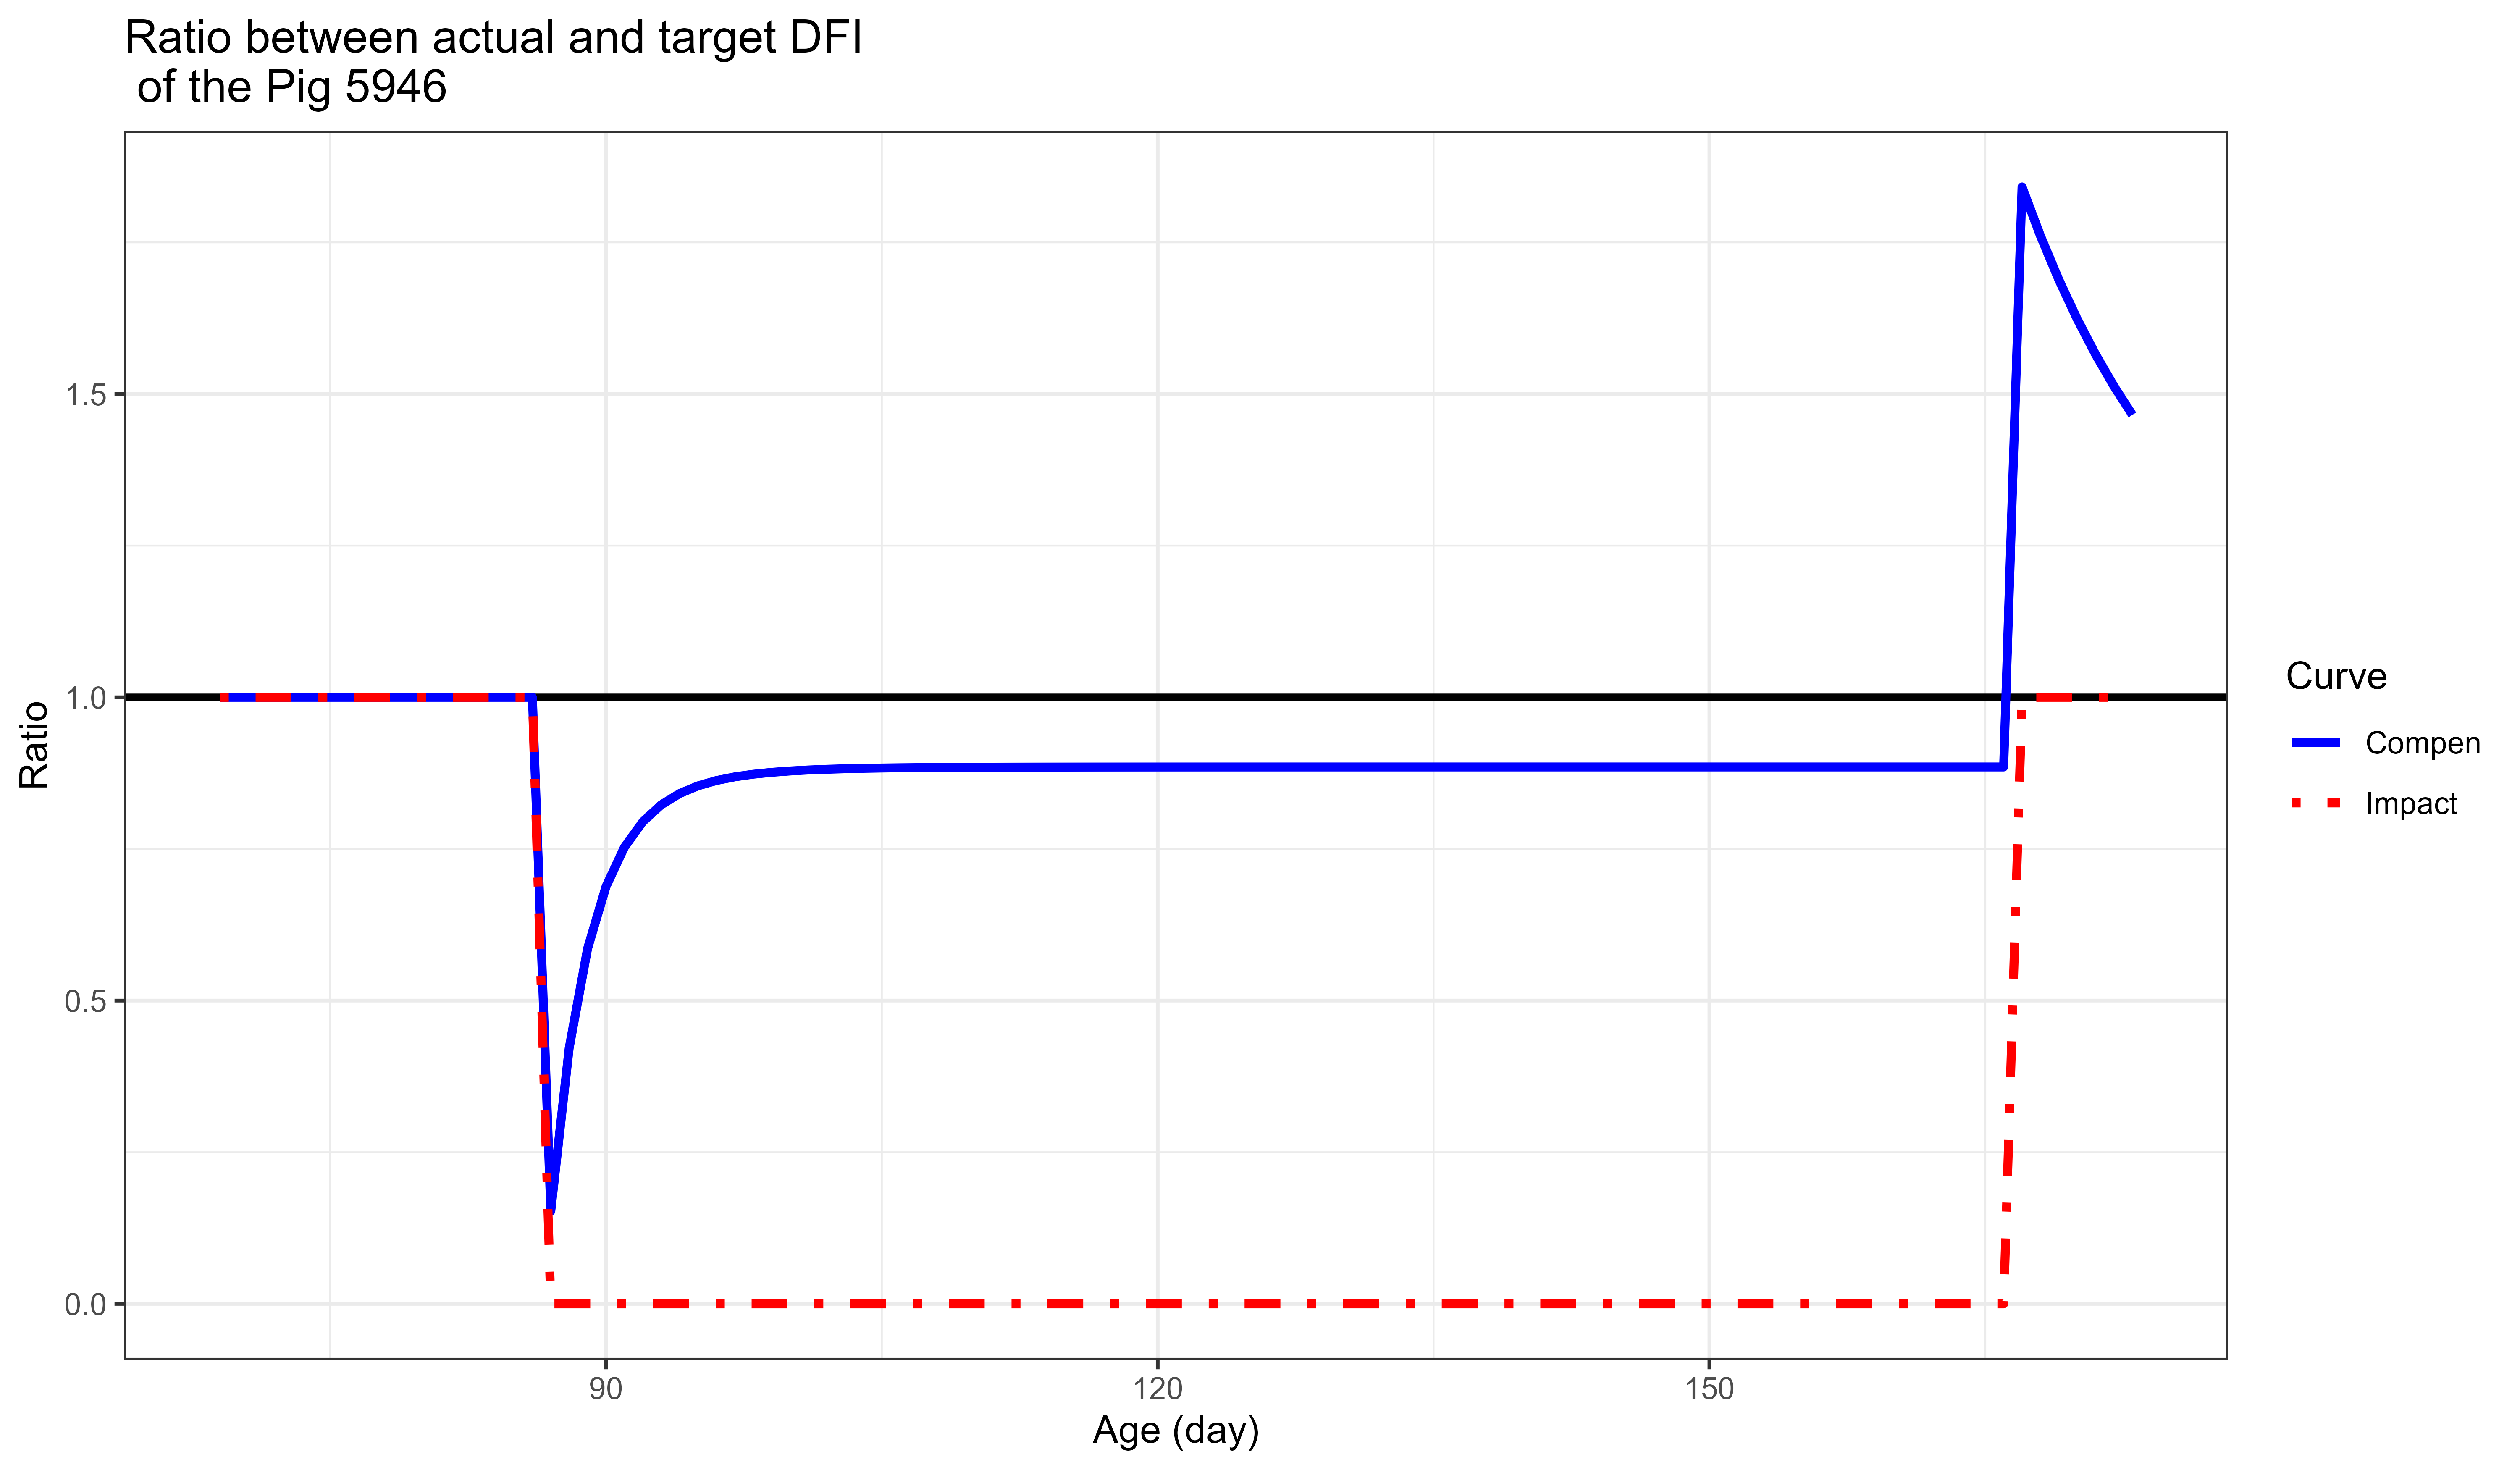 Ratio between actual and target DFI
of the Pig 5946
Ratio
1.5
1.0
0.5
0.0
90
120
150
Age (day)
Curve
Compen
Impact